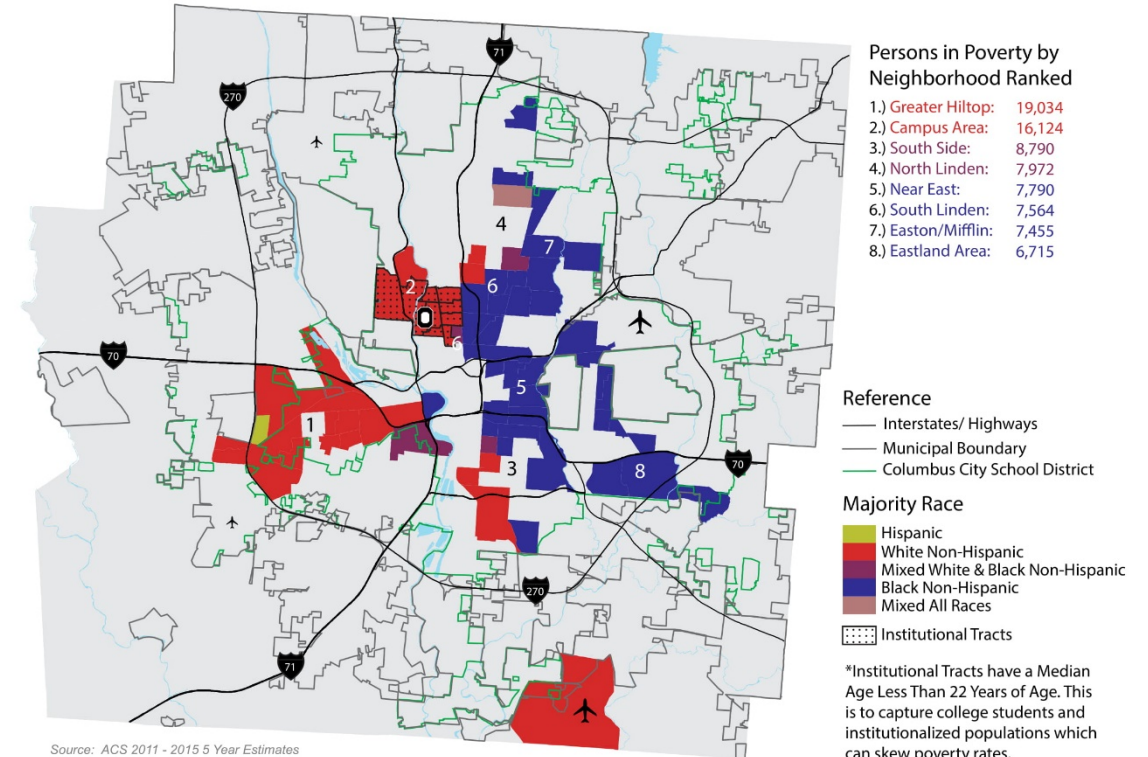 71
270
Persons in Poverty by
Neighborhood Ranked
1.) Greater Hiltop: 19,034
2.) Campus Area: 16,124
3.) South Side: 8,790
4.) North Linden: 7,972
5.) Near East: 7,790
6.) South Linden: 7,564
7.) Easton/Mifflin: 7,455
8.) Eastland Area: 6,715
4
7
2
6
6
70
5
1
3
8
70
270
71
Reference
Interstates/ Highways
Municipal Boundary
Columbus City School District
Majority Race
Hispanic
White Non-Hispanic
Mixed White & Black Non-Hispanic
Black Non-Hispanic
Mixed All Races
Institutional Tracts
*Institutional Tracts have a Median
Age Less Than 22 Years of Age. This
is to capture college students and
institutionalized populations which
can skew poverty rates.
Source: ACS 2011 - 2015 5 Year Estimates